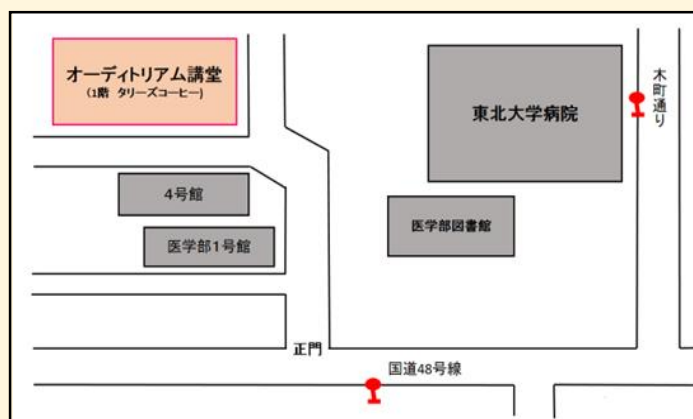 オーディトリアム講堂
(1階 タリーズコーヒー)
東北大学病院
木町通り
4号館
医学部図書館
医学部1号館
正門
国道48号線